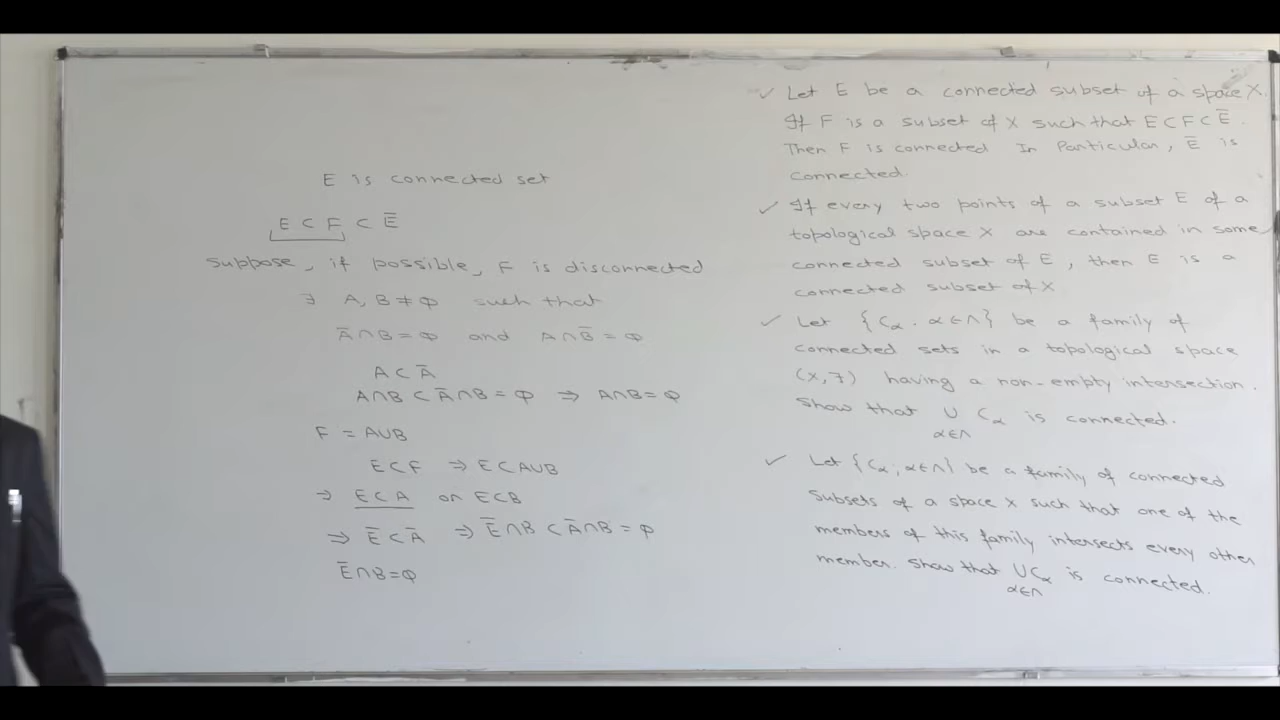 E is connected set
E ⊂ F ⊂ Ē
Suppose, if possible, F is disconnected
∃ A, B ≠ Φ such that
Ā∩B = Φ and A∩B̄ = Φ
A ⊂ Ā
A∩B ⊂ Ā∩B = Φ ⇒ A∩B = Φ
F = A∪B
E⊂F ⇒ E⊂A∪B
⇒ E⊂A or E⊂B
⇒ Ē⊂Ā ⇒ Ē∩B ⊂ Ā∩B = Φ
Ē∩B = Φ
✓ Let E be a connected subset of a space X.
If F is a subset of X such that E⊂F⊂Ē.
Then F is connected In Particular, Ē is
connected.
✓ If every two points of a subset E of a
topological space X are contained in some
connected subset of E, then E is a
connected subset of X
✓ Let {Cα. α∈Λ} be a family of
connected sets in a topological space
(X,τ) having a non-empty intersection.
Show that ∪ Cα is connected.
α∈Λ
✓ Let {Cα; α∈Λ} be a family of connected
Subsets of a space X such that one of the
members of this family intersects every other
member. Show that ∪Cα is connected.
α∈Λ